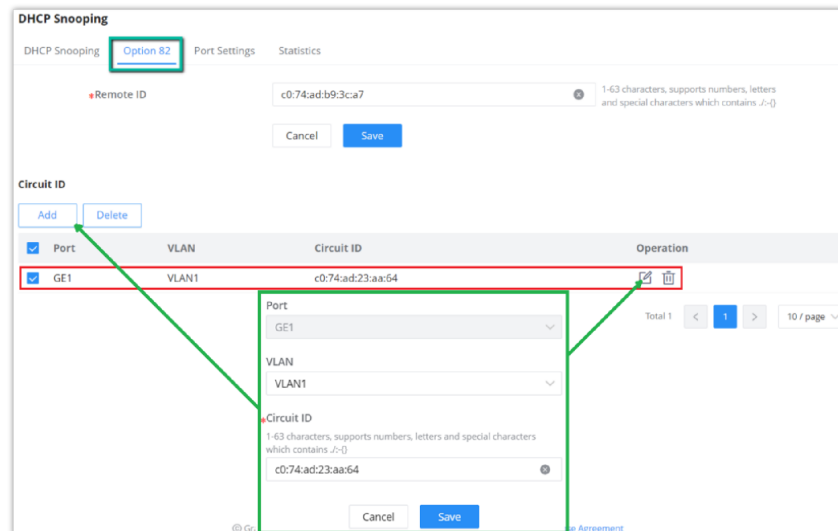 DHCP Snooping
DHCP Snooping Option 82 Port Settings Statistics
*Remote ID c0:74:ad:b9:3c:a7 1-63 characters, supports numbers, letters
and special characters which contains ./:-{}
Cancel Save
Circuit ID
Add Delete
Port VLAN Circuit ID Operation
GE1 VLAN1 c0:74:ad:23:aa:64
Total 1 < 1 > 10 / page
Port
GE1
VLAN
VLAN1
*Circuit ID
1-63 characters, supports numbers, letters and special characters
which contains ./:-{}
c0:74:ad:23:aa:64
Cancel Save
© Agreement